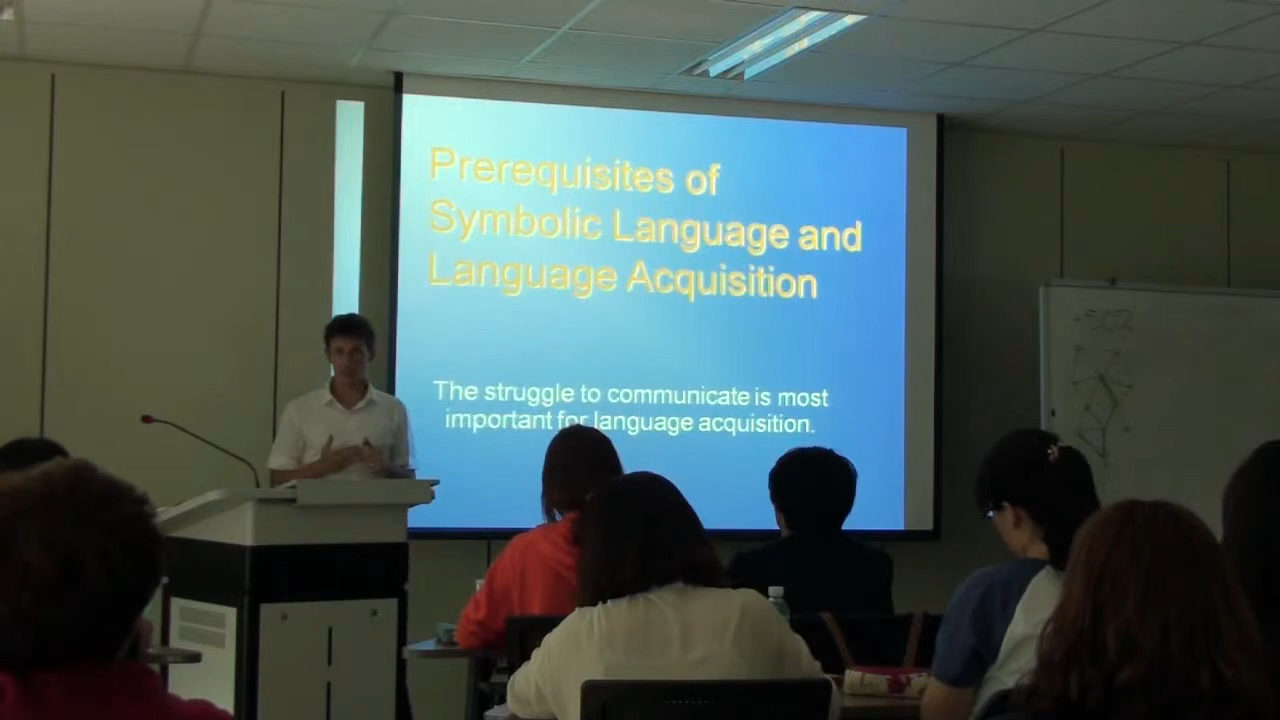 Prerequisites of
Symbolic Language and
Language Acquisition
The struggle to communicate is most
important for language acquisition.